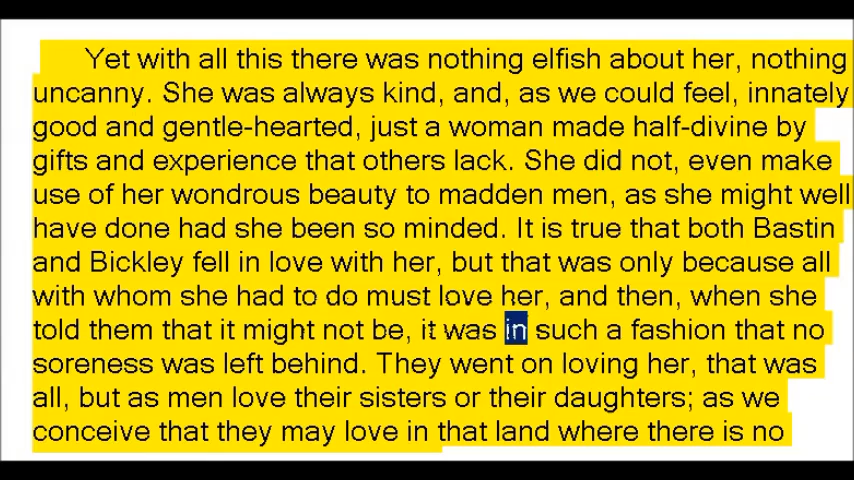 Yet with all this there was nothing elfish about her, nothing
uncanny. She was always kind, and, as we could feel, innately
good and gentle-hearted, just a woman made half-divine by
gifts and experience that others lack. She did not, even make
use of her wondrous beauty to madden men, as she might well
have done had she been so minded. It is true that both Bastin
and Bickley fell in love with her, but that was only because all
with whom she had to do must love her, and then, when she
told them that it might not be, it was in such a fashion that no
soreness was left behind. They went on loving her, that was
all, but as men love their sisters or their daughters; as we
conceive that they may love in that land where there is no